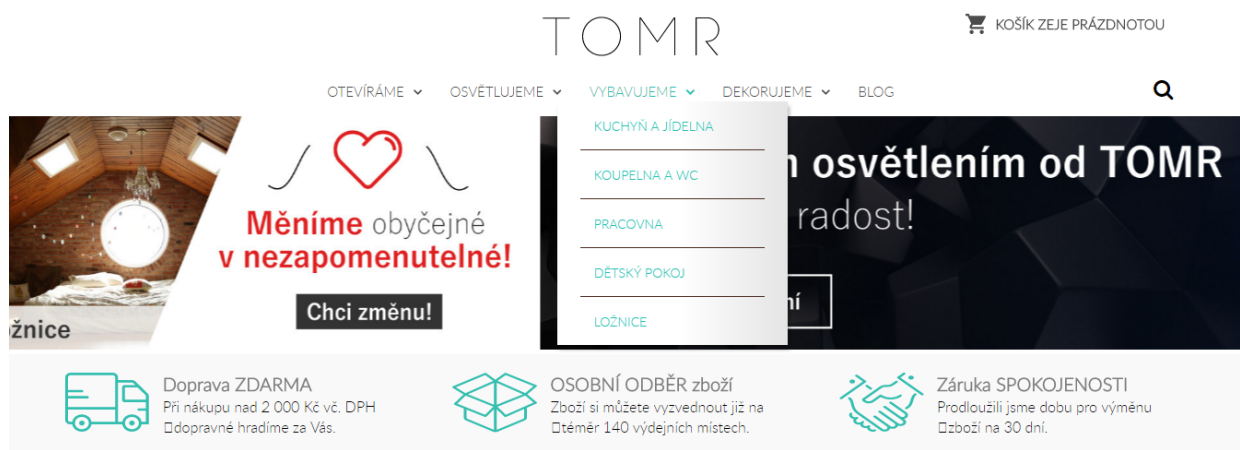 TOMR
KOŠÍK ZEJE PRÁZDNOTOU
OTEVÍRÁME OSVĚTLUJEME VYBAVUJEME DEKORUJEME BLOG
KUCHYŇ A JÍDELNA
KOUPELNA A WC
PRACOVNA
DĚTSKÝ POKOJ
LOŽNICE
Měníme obyčejné
v nezapomenutelné!
Chci změnu!
osvětlením od TOMR
radost!
Doprava ZDARMA
Při nákupu nad 2 000 Kč vč. DPH
dopravné hradíme za Vás.
OSOBNÍ ODBĚR zboží
Zboží si můžete vyzvednout již na
téměr 140 výdejních místech.
Záruka SPOKOJENOSTI
Prodloužili jsme dobu pro výměnu
zboží na 30 dní.